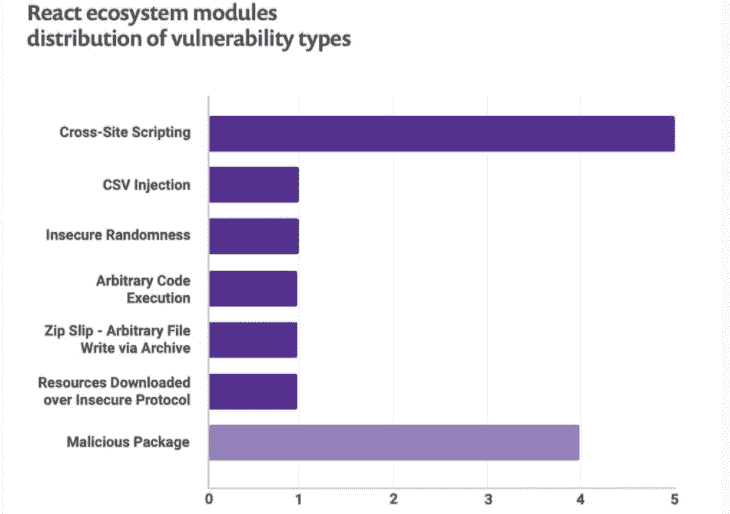 React ecosystem modules
distribution of vulnerability types
Cross-Site Scripting
CSV Injection
Insecure Randomness
Arbitrary Code
Execution
Zip Slip - Arbitrary File
Write via Archive
Resources Downloaded
over Insecure Protocol
Malicious Package
0 1 2 3 4 5